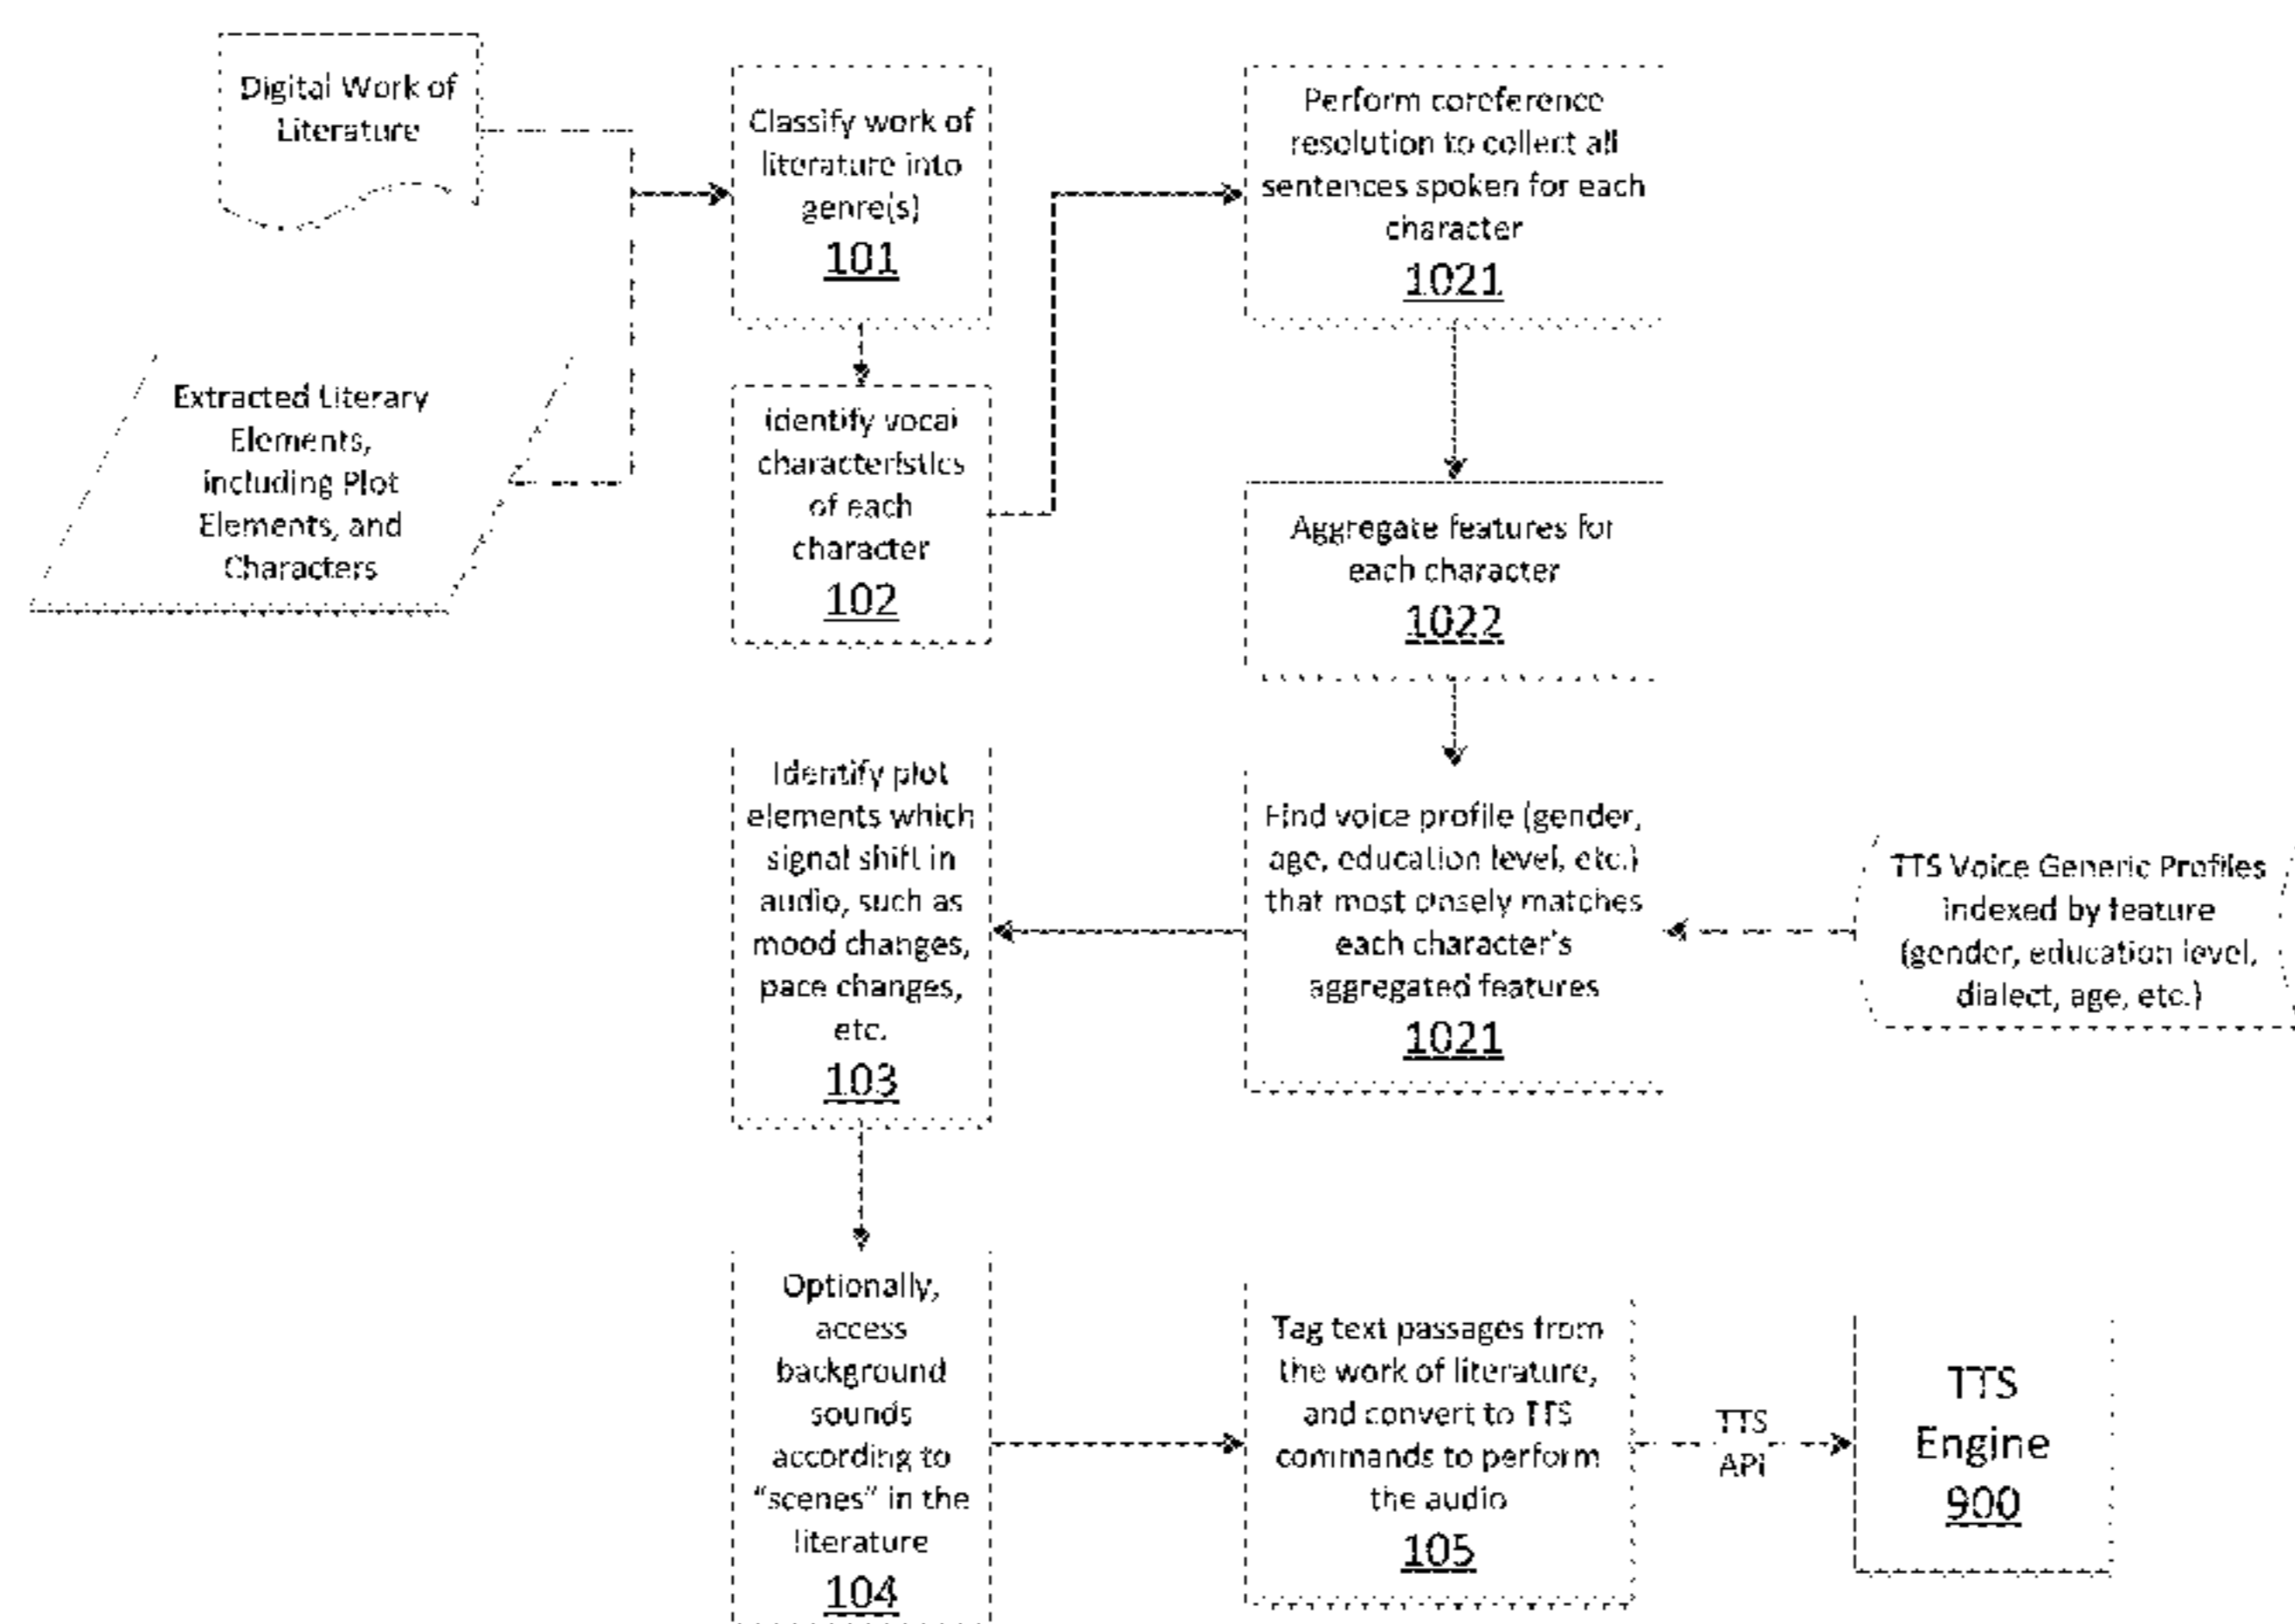 Digital Work of
Literature
Extracted Literary
Elements,
including Plot
Elements, and
Characters
Classify work of
literature into
genre(s)
101
Identify vocal
characteristics
of each
character
102
Perform coreference
resolution to collect all
sentences spoken for each
character
1021
Aggregate features for
each character
1022
Find voice profile (gender,
age, education level, etc.)
that most closely matches
each character's
aggregated features
1021
TTS Voice Generic Profiles
indexed by feature
(gender, education level,
dialect, age, etc.)
Identify plot
elements which
signal shift in
audio, such as
mood changes,
pace changes,
etc.
103
Optionally,
access
background
sounds
according to
"scenes" in the
literature
104
Tag text passages from
the work of literature,
and convert to TTS
commands to perform
the audio
105
TTS
API
TTS
Engine
900